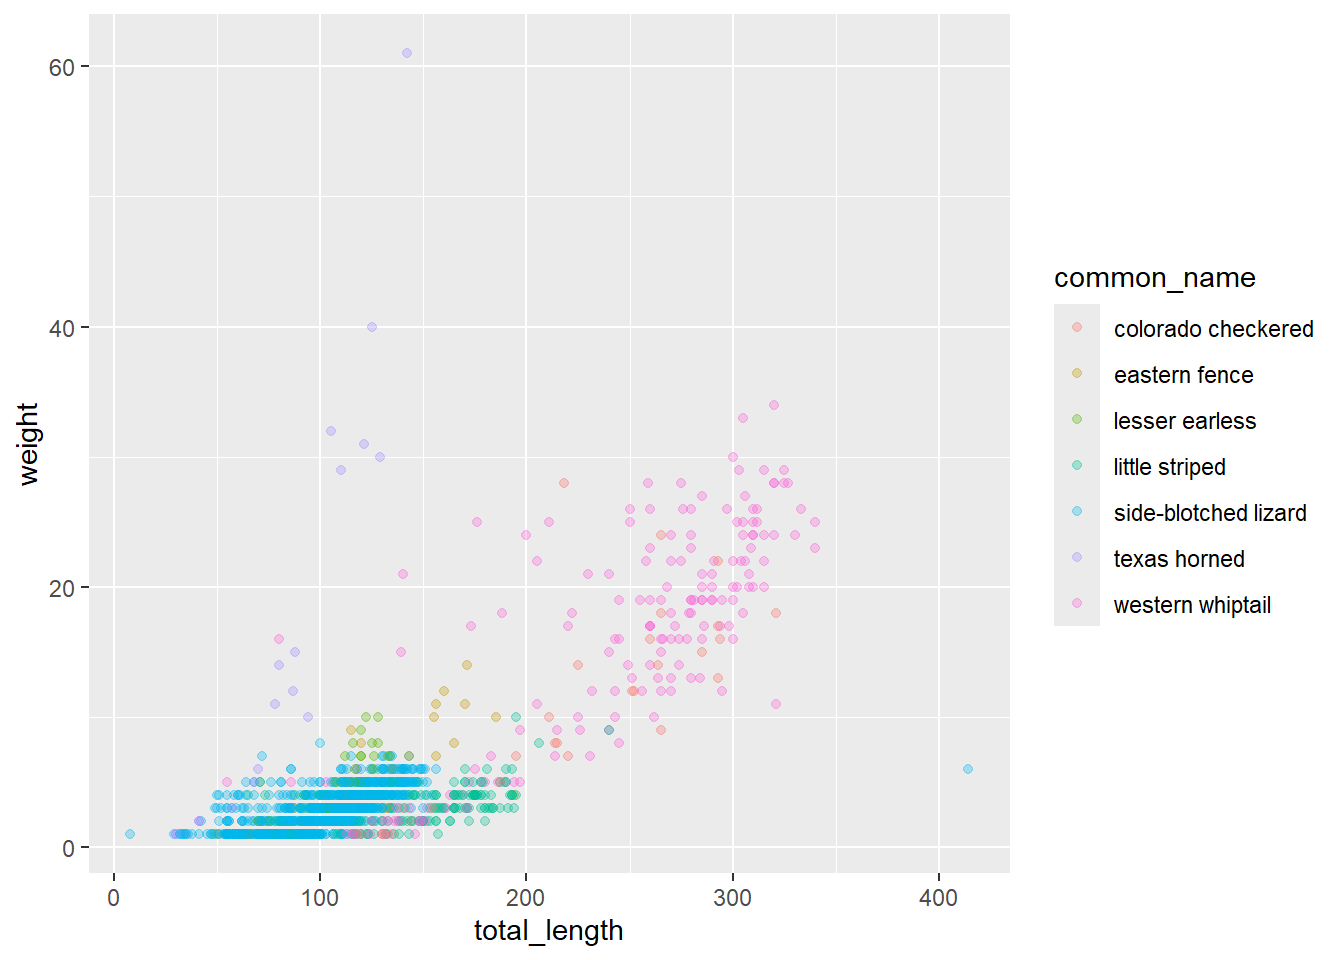 60
40
20
0
weight
0
100
200
300
400
total_length
common_name
colorado checkered
eastern fence
lesser earless
little striped
side-blotched lizard
texas horned
western whiptail